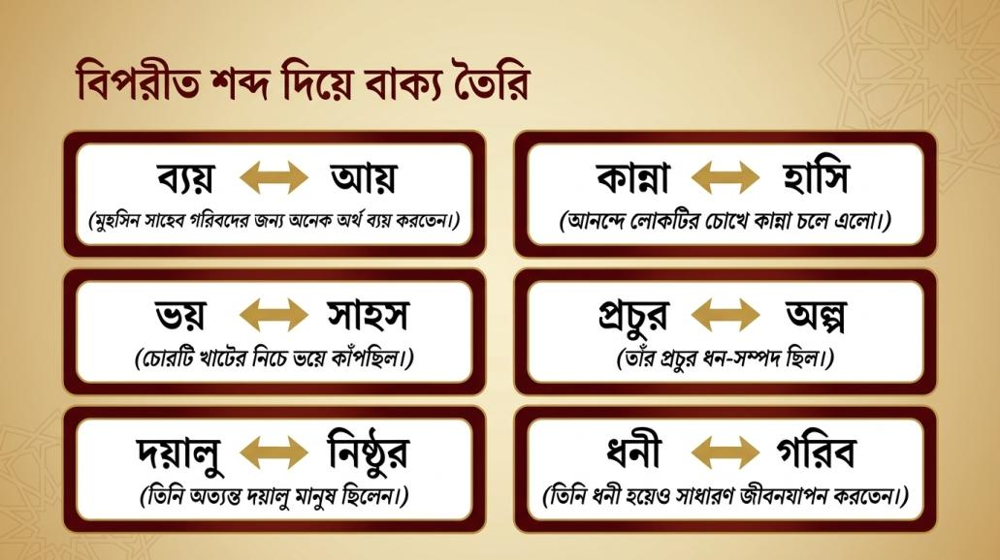 বিপরীত শব্দ দিয়ে বাক্য তৈরি
ব্যয় আয়
(মুহসিন সাহেব গরিবদের জন্য অনেক অর্থ ব্যয় করতেন।)
কান্না হাসি
(আনন্দে লোকটির চোখে কান্না চলে এলো।)
ভয় সাহস
(চোরটি খাটের নিচে ভয়ে কাঁপছিল।)
প্রচুর অল্প
(তাঁর প্রচুর ধন-সম্পদ ছিল।)
দয়ালু নিষ্ঠুর
(তিনি অত্যন্ত দয়ালু মানুষ ছিলেন।)
ধনী গরিব
(তিনি ধনী হয়েও সাধারণ জীবনযাপন করতেন।)